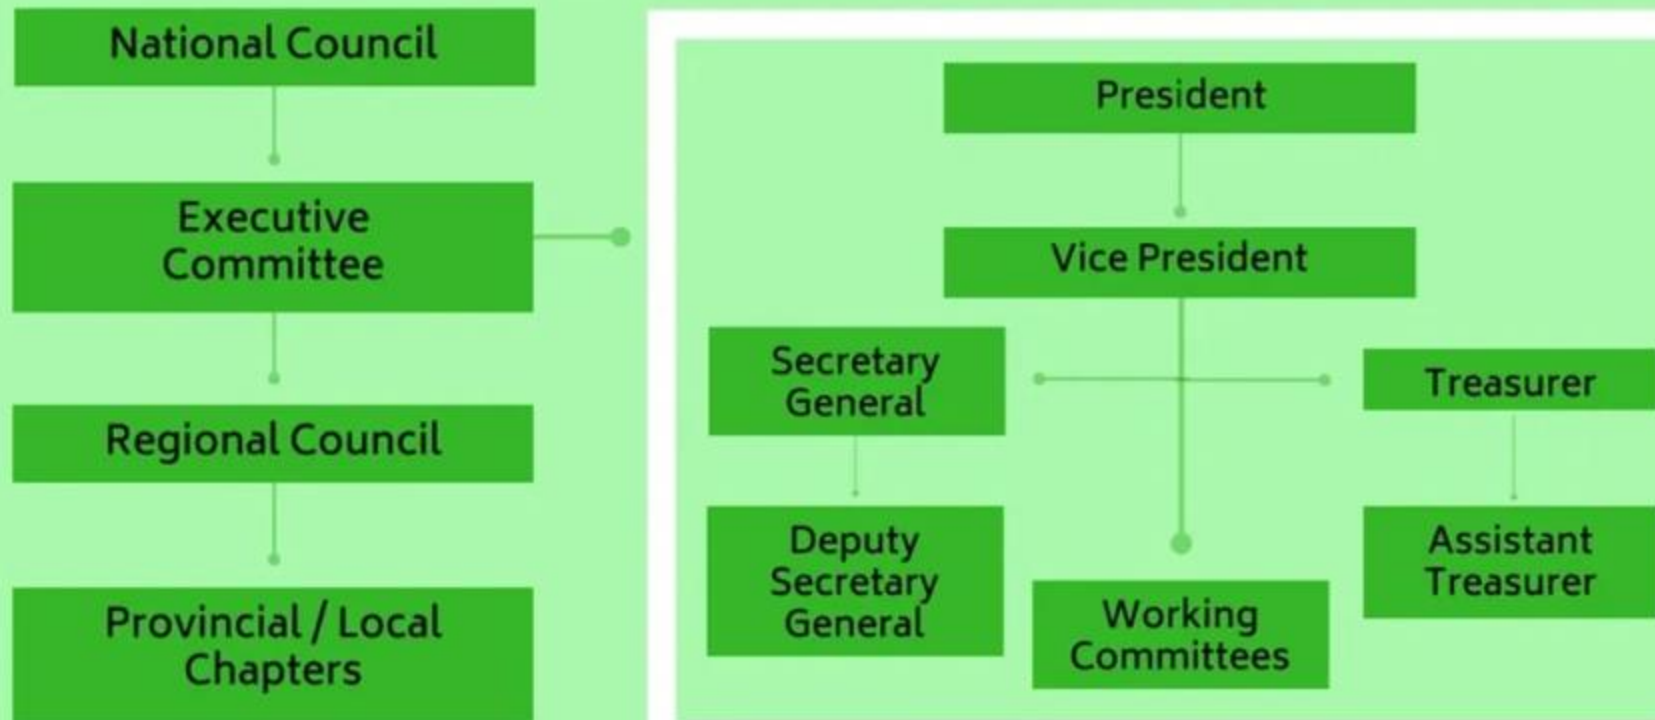 National Council
Executive
Committee
Regional Council
Provincial / Local
Chapters
President
Vice President
Secretary
General
Treasurer
Deputy
Secretary
General
Working
Committees
Assistant
Treasurer